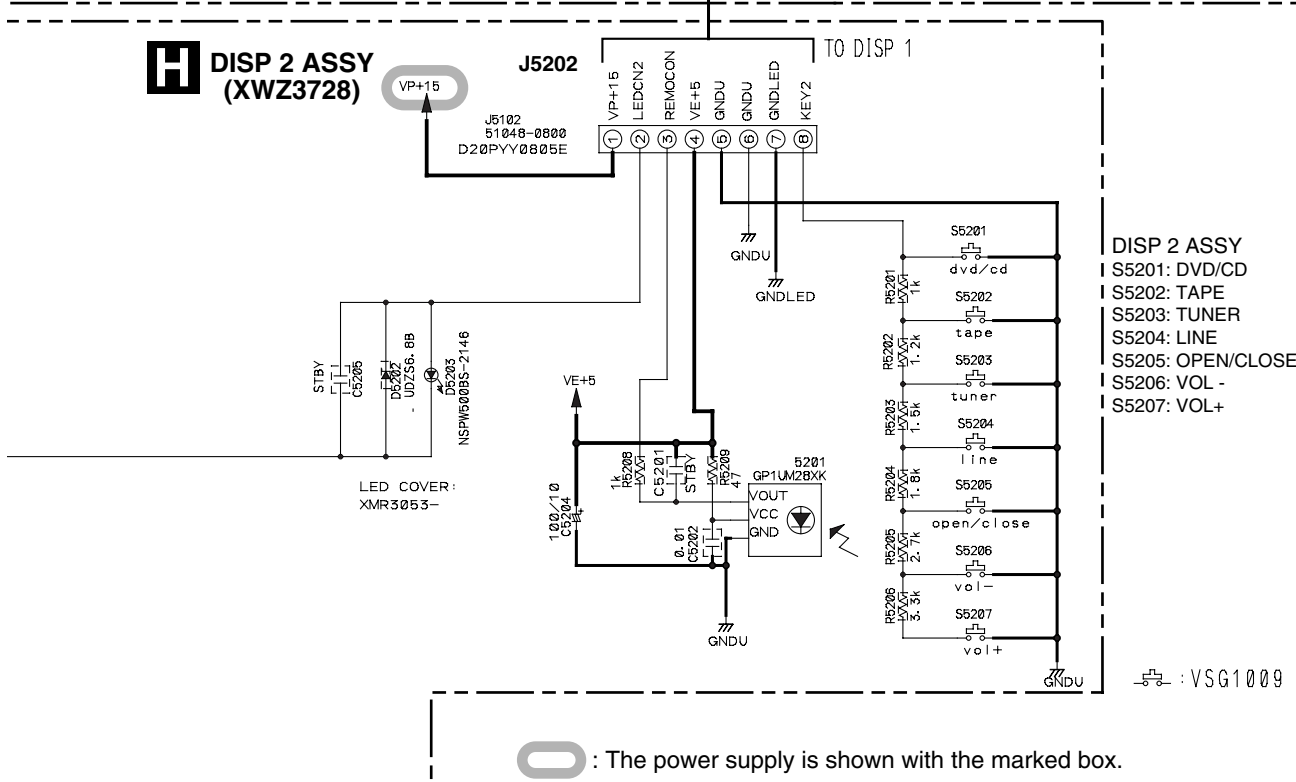 H DISP 2 ASSY
(XWZ3728)
VP+15
J5202
TO DISP 1
J5102
51048-0800
D20PYY0805E
VP+15
LEDCN2
REMOCON
VE+5
GNDU
GNDU
GNDLED
KEY2
1 2 3 4 5 6 7 8
GNDU
GNDLED
STBY
C5205
D5202
UDZS6.8B
D5203
NSPW500BS-2146
LED COVER:
XMR3053-
VE+5
100/10
C5204
1k
R5208
C5201
STBY
R5209
47
0.01
C5202
5201
GP1UM28XK
VOUT
VCC
GND
GNDU
S5201
dvd/cd
R5201
1k
S5202
tape
R5202
1.2k
S5203
tuner
R5203
1.5k
S5204
line
R5204
1.8k
S5205
open/close
R5205
2.7k
S5206
vol-
R5206
3.3k
S5207
vol+
GNDU
DISP 2 ASSY
S5201: DVD/CD
S5202: TAPE
S5203: TUNER
S5204: LINE
S5205: OPEN/CLOSE
S5206: VOL -
S5207: VOL+
: VSG1009
: The power supply is shown with the marked box.